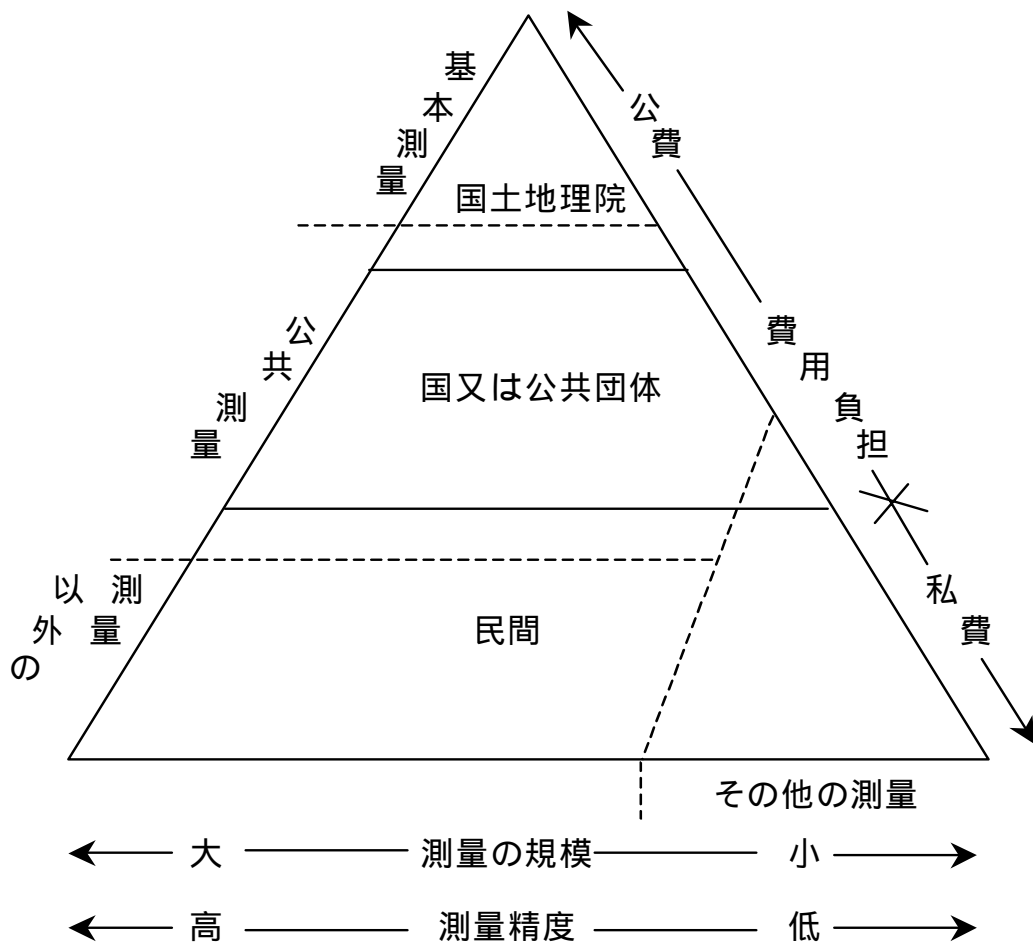 基本測量
公費
国土地理院
公共測量
費用負担
国又は公共団体
以外の
測量
私費
民間
その他の測量
大 測量の規模 小
高 測量精度 低